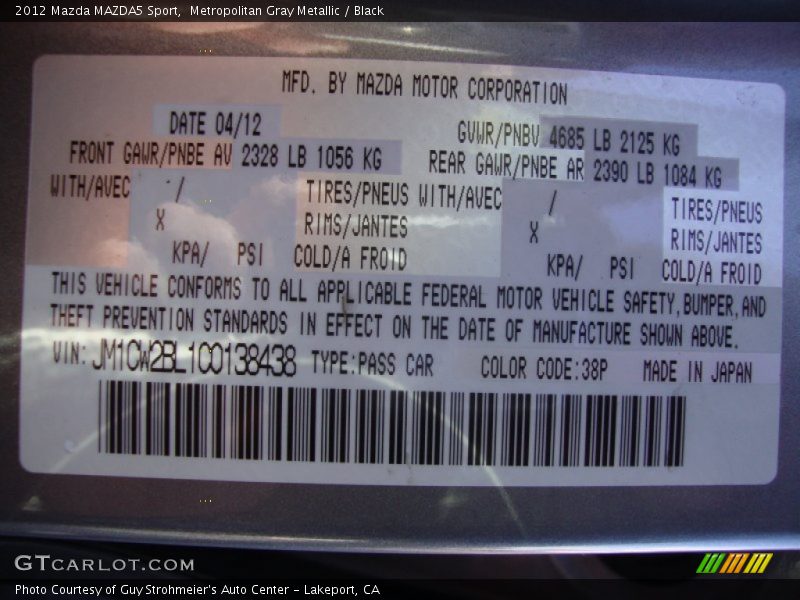 2012 Mazda MAZDA5 Sport,  Metropolitan Gray Metallic / Black
MFD. BY MAZDA MOTOR CORPORATION
DATE 04/12
GVWR/PNBV 4685 LB 2125 KG
FRONT GAWR/PNBE AV 2328 LB 1056 KG
REAR GAWR/PNBE AR 2390 LB 1084 KG
WITH/AVEC / TIRES/PNEUS WITH/AVEC / TIRES/PNEUS
X RIMS/JANTES X RIMS/JANTES
KPA/ PSI COLD/A FROID KPA/ PSI COLD/A FROID
THIS VEHICLE CONFORMS TO ALL APPLICABLE FEDERAL MOTOR VEHICLE SAFETY,BUMPER,AND
THEFT PREVENTION STANDARDS IN EFFECT ON THE DATE OF MANUFACTURE SHOWN ABOVE.
VIN: JM1CW2BL1C0138438 TYPE:PASS CAR COLOR CODE:38P MADE IN JAPAN
GTCARLOT.COM
Photo Courtesy of Guy Strohmeier's Auto Center - Lakeport, CA